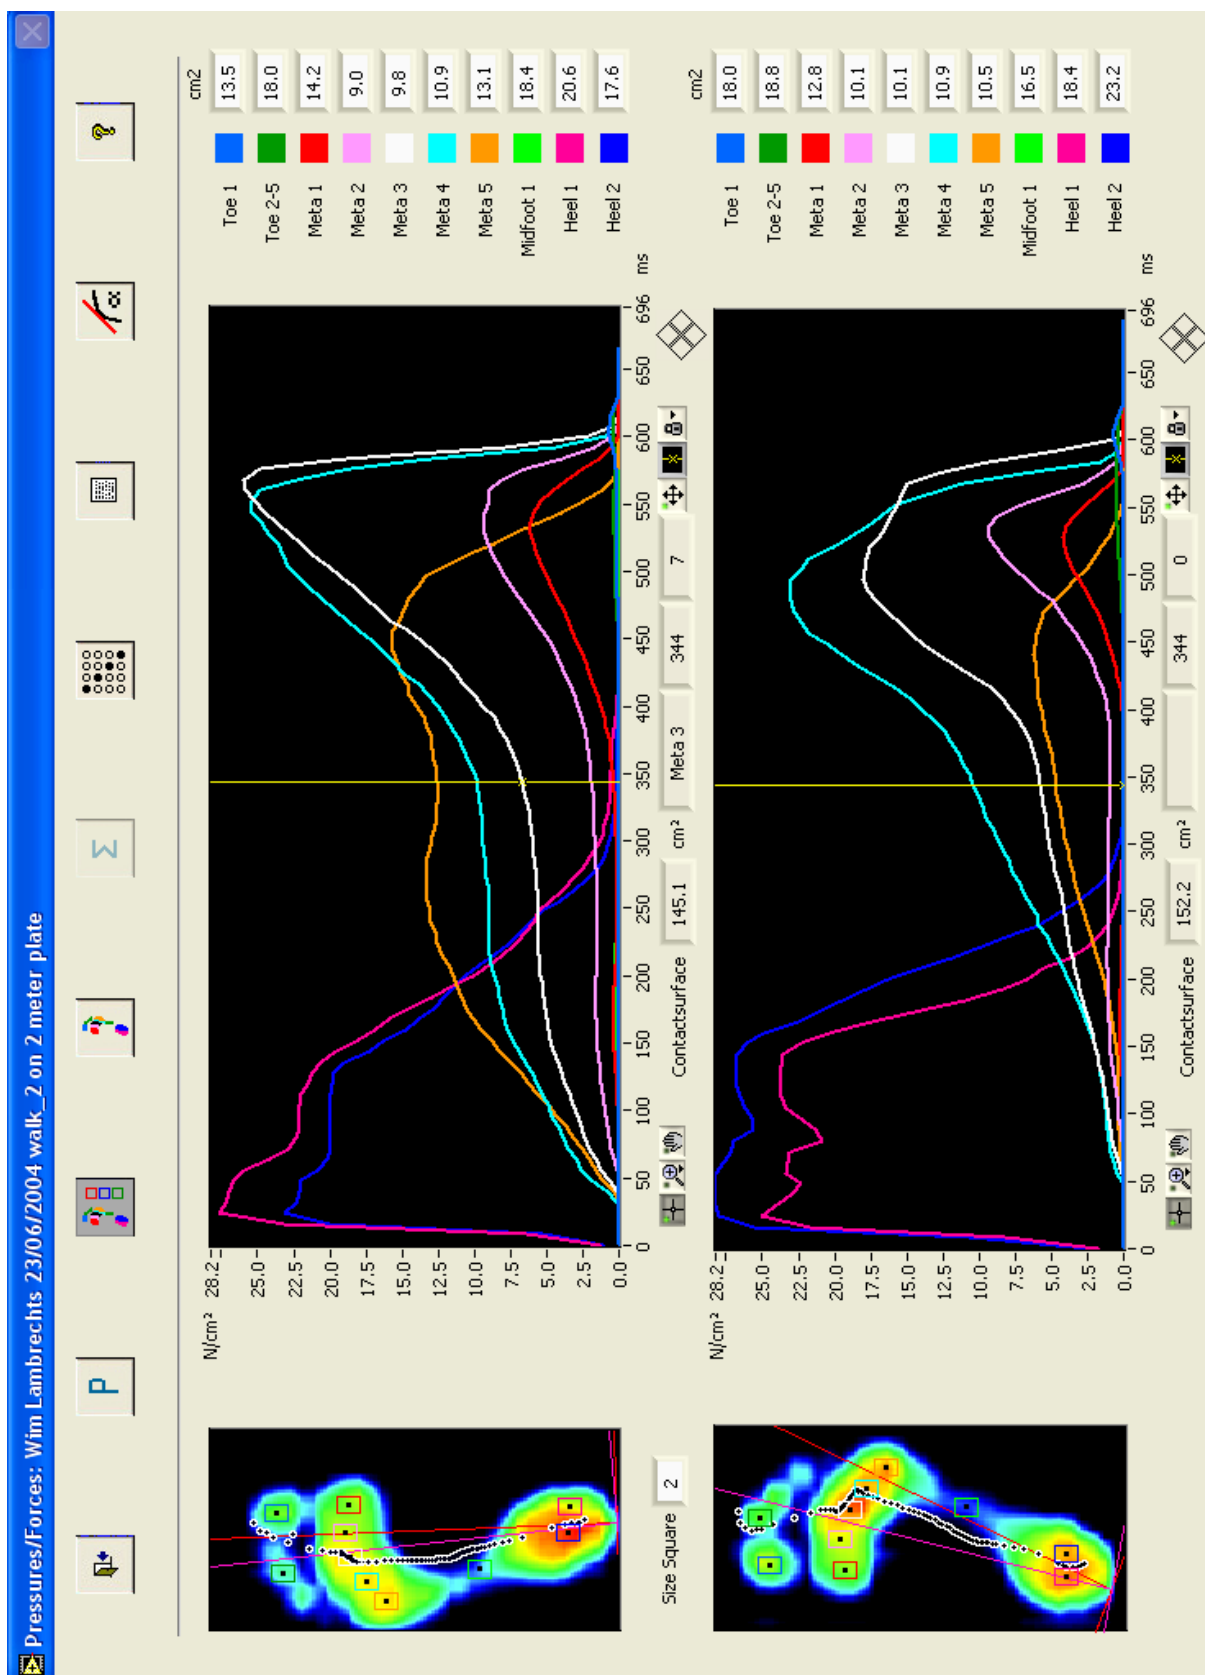 Pressures/Forces: Wim Lambrechts 23/06/2004 walk_2 on 2 meter plate
P
Σ
α
?
N/cm²
28.2
25.0
22.5
20.0
17.5
15.0
12.5
10.0
7.5
5.0
2.5
0.0
0 50 100 150 200 250 300 350 400 450 500 550 600 650 696 ms
cm2
Toe 1 13.5
Toe 2-5 18.0
Meta 1 14.2
Meta 2 9.0
Meta 3 9.8
Meta 4 10.9
Meta 5 13.1
Midfoot 1 18.4
Heel 1 20.6
Heel 2 17.6
Size Square 2
Contactsurface 145.1 cm² Meta 3 344 7
N/cm²
28.2
25.0
22.5
20.0
17.5
15.0
12.5
10.0
7.5
5.0
2.5
0.0
0 50 100 150 200 250 300 350 400 450 500 550 600 650 696 ms
cm2
Toe 1 18.0
Toe 2-5 18.8
Meta 1 12.8
Meta 2 10.1
Meta 3 10.1
Meta 4 10.9
Meta 5 10.5
Midfoot 1 16.5
Heel 1 18.4
Heel 2 23.2
Contactsurface 152.2 cm² 344 0